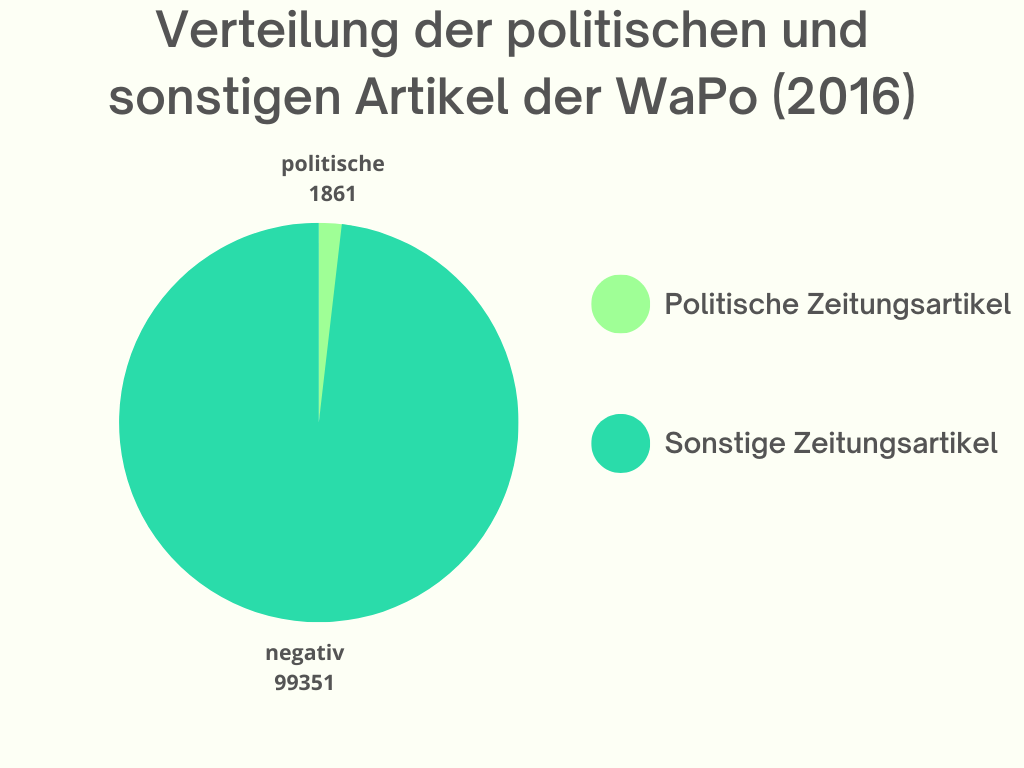 Verteilung der politischen und
sonstigen Artikel der WaPo (2016)
politische
1861
Politische Zeitungsartikel
Sonstige Zeitungsartikel
negativ
99351